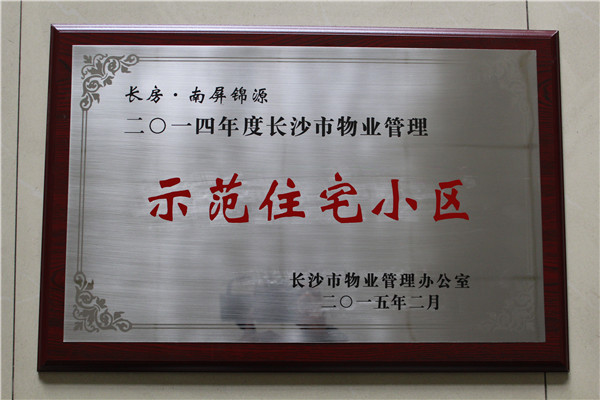 长房·南屏锦源
二〇一四年度长沙市物业管理
示范住宅小区
长沙市物业管理办公室
二〇一五年二月